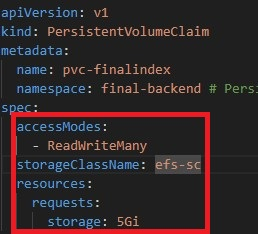 apiVersion: v1
kind: PersistentVolumeClaim
metadata:
  name: pvc-finalindex
  namespace: final-backend # Persi
spec:
  accessModes:
    - ReadWriteMany
  storageClassName: efs-sc
  resources:
    requests:
      storage: 5Gi